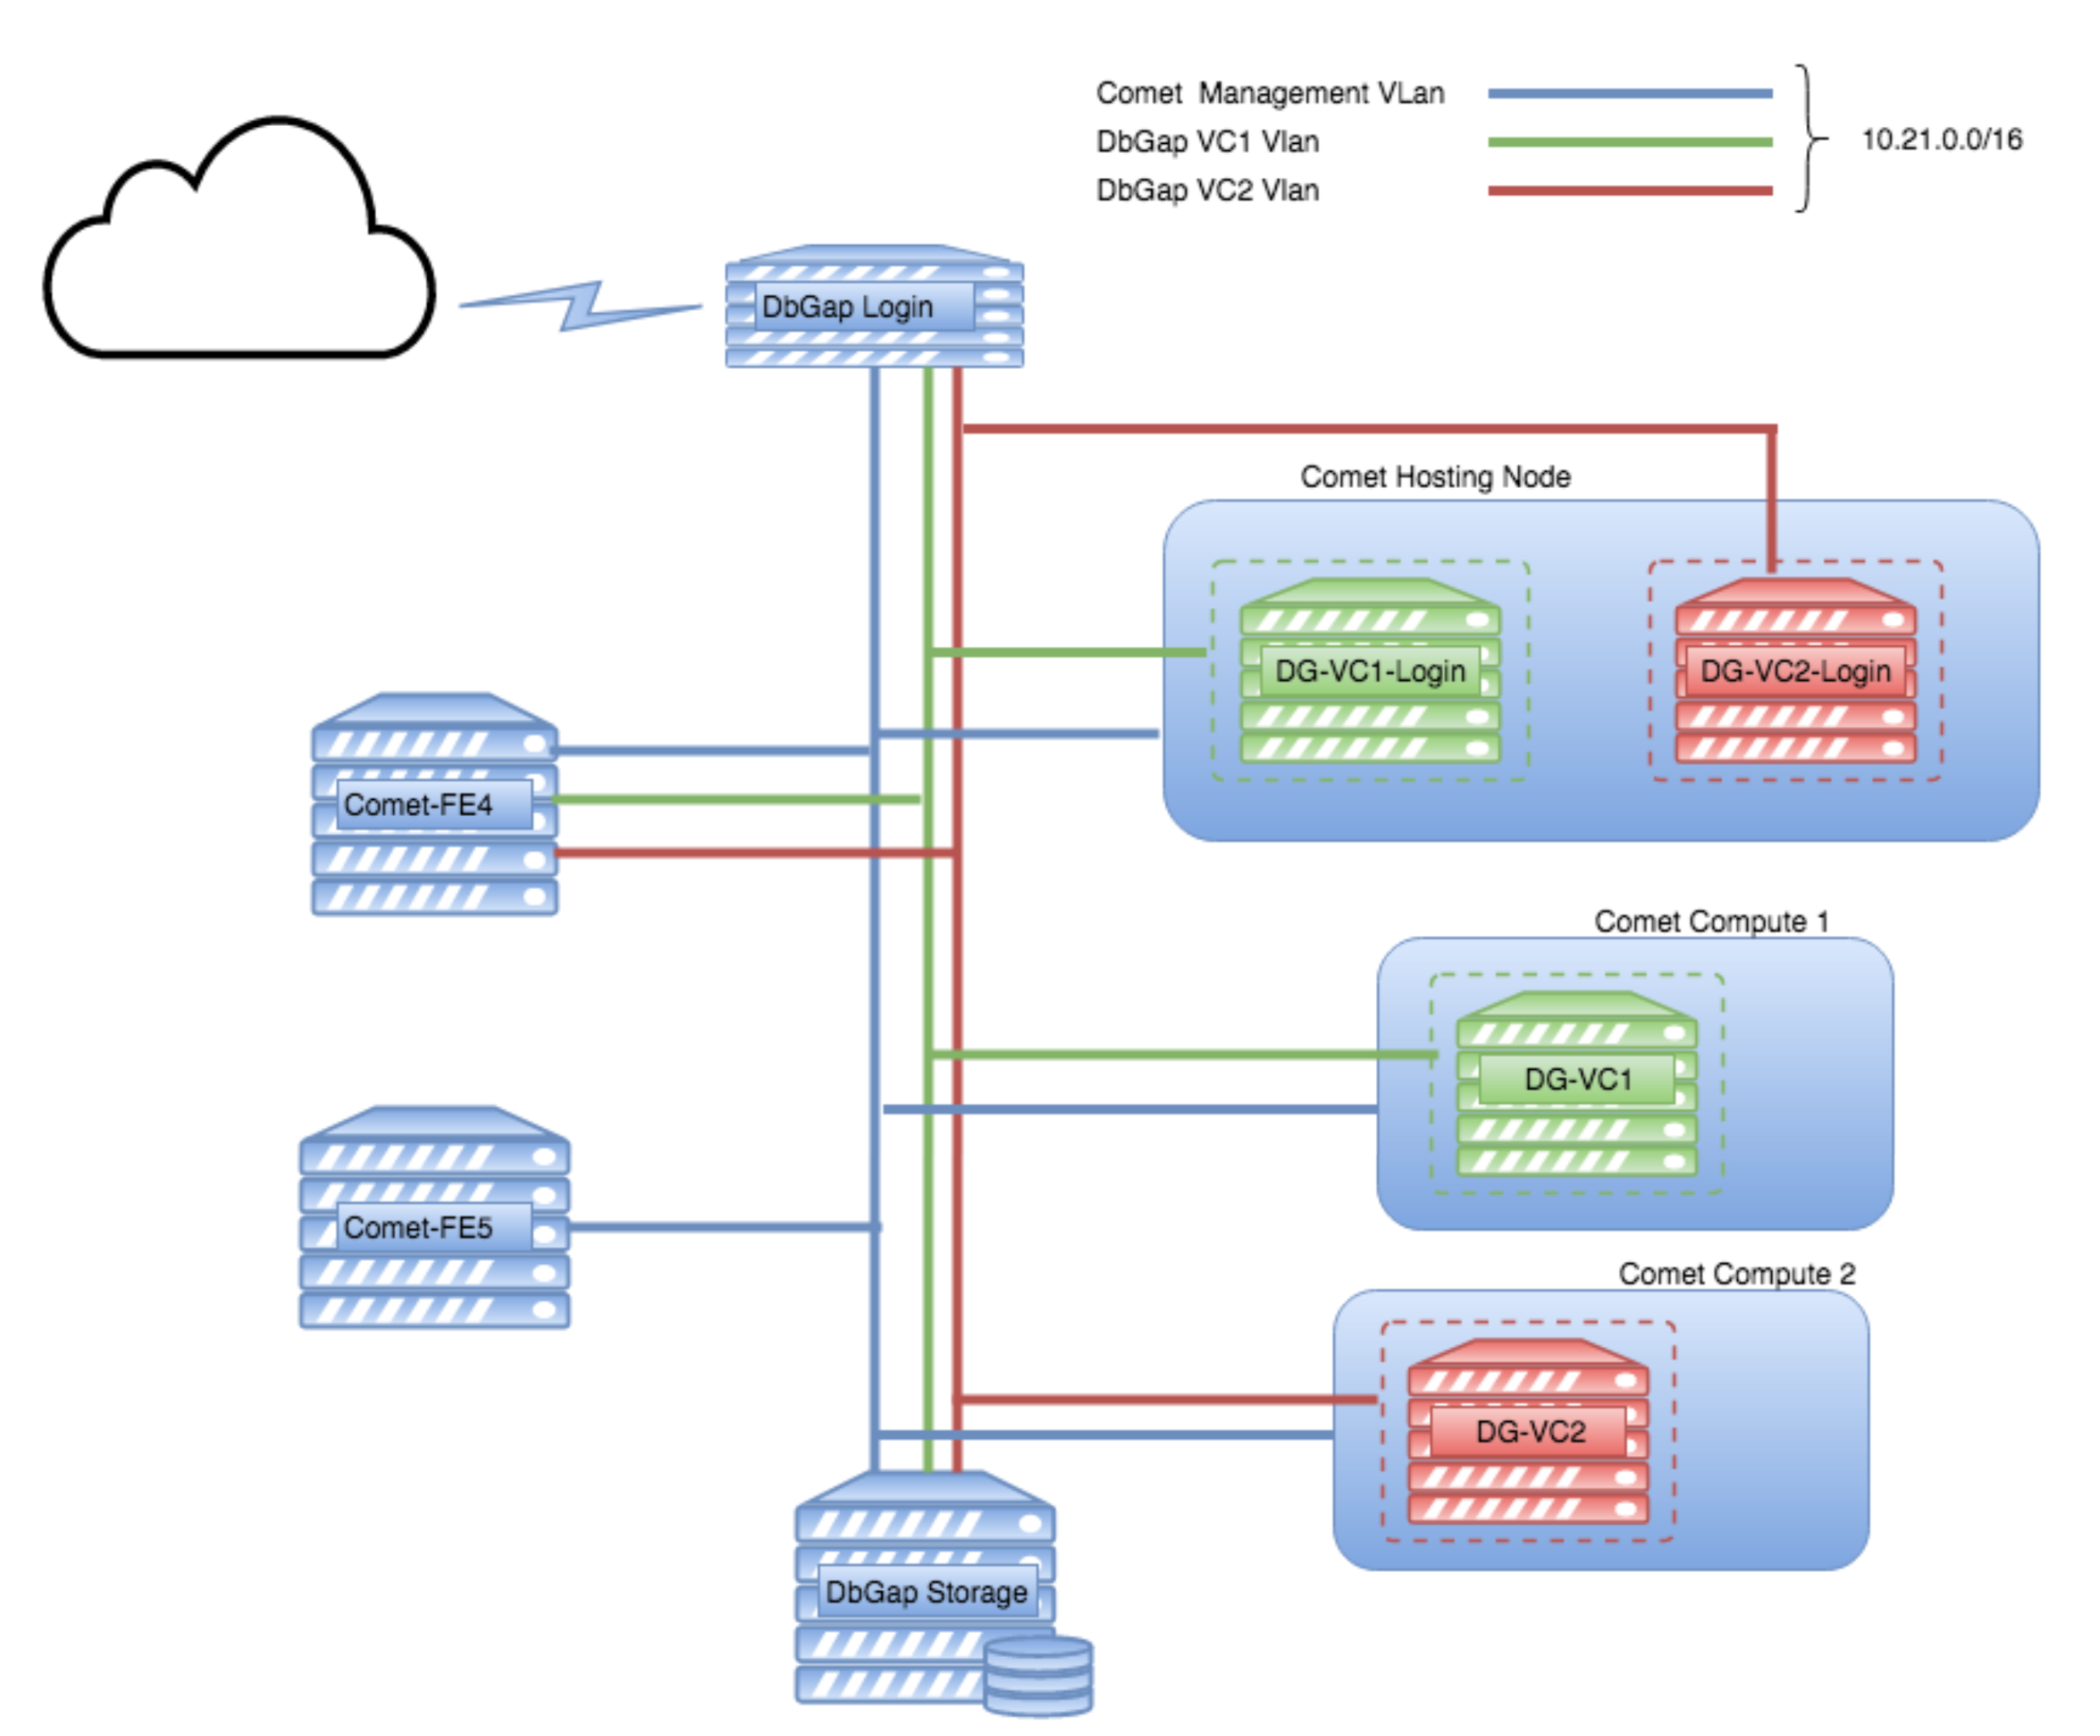 Comet  Management VLan
DbGap VC1 Vlan
DbGap VC2 Vlan
10.21.0.0/16
DbGap Login
Comet Hosting Node
DG-VC1-Login
DG-VC2-Login
Comet-FE4
Comet Compute 1
DG-VC1
Comet-FE5
Comet Compute 2
DG-VC2
DbGap Storage